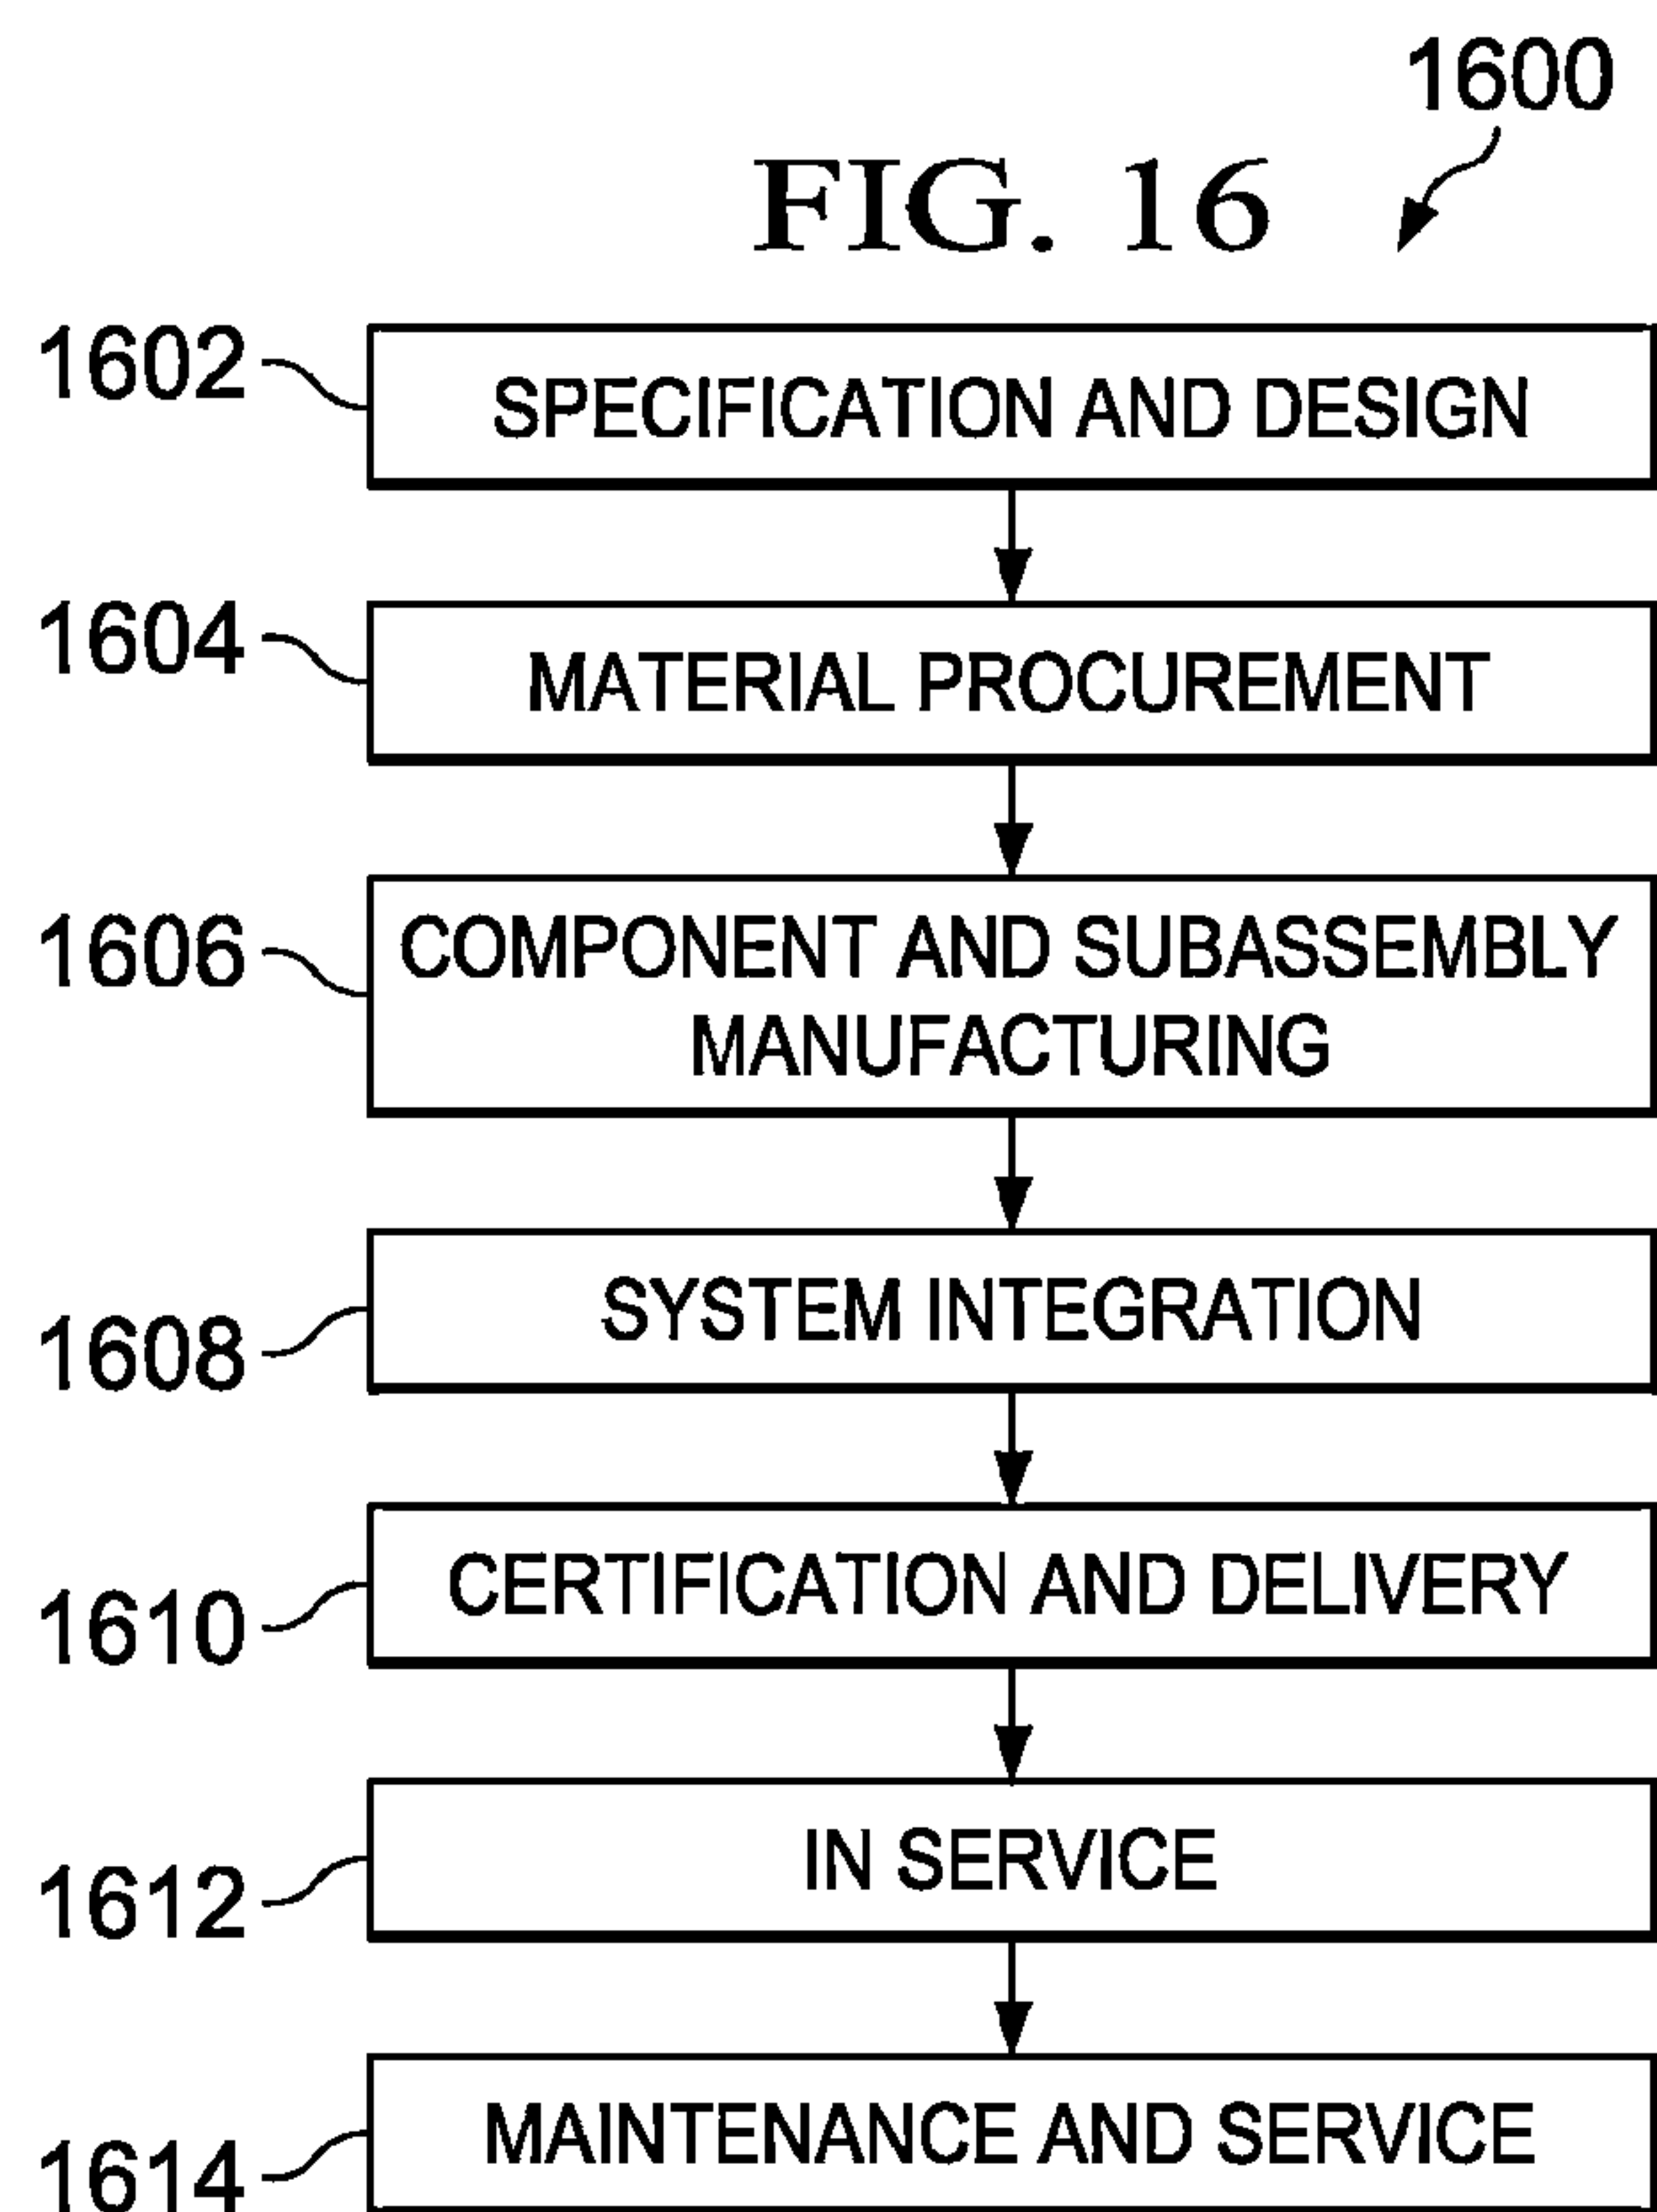 1600
FIG. 16
1602
SPECIFICATION AND DESIGN
1604
MATERIAL PROCUREMENT
1606
COMPONENT AND SUBASSEMBLY
MANUFACTURING
1608
SYSTEM INTEGRATION
1610
CERTIFICATION AND DELIVERY
1612
IN SERVICE
1614
MAINTENANCE AND SERVICE